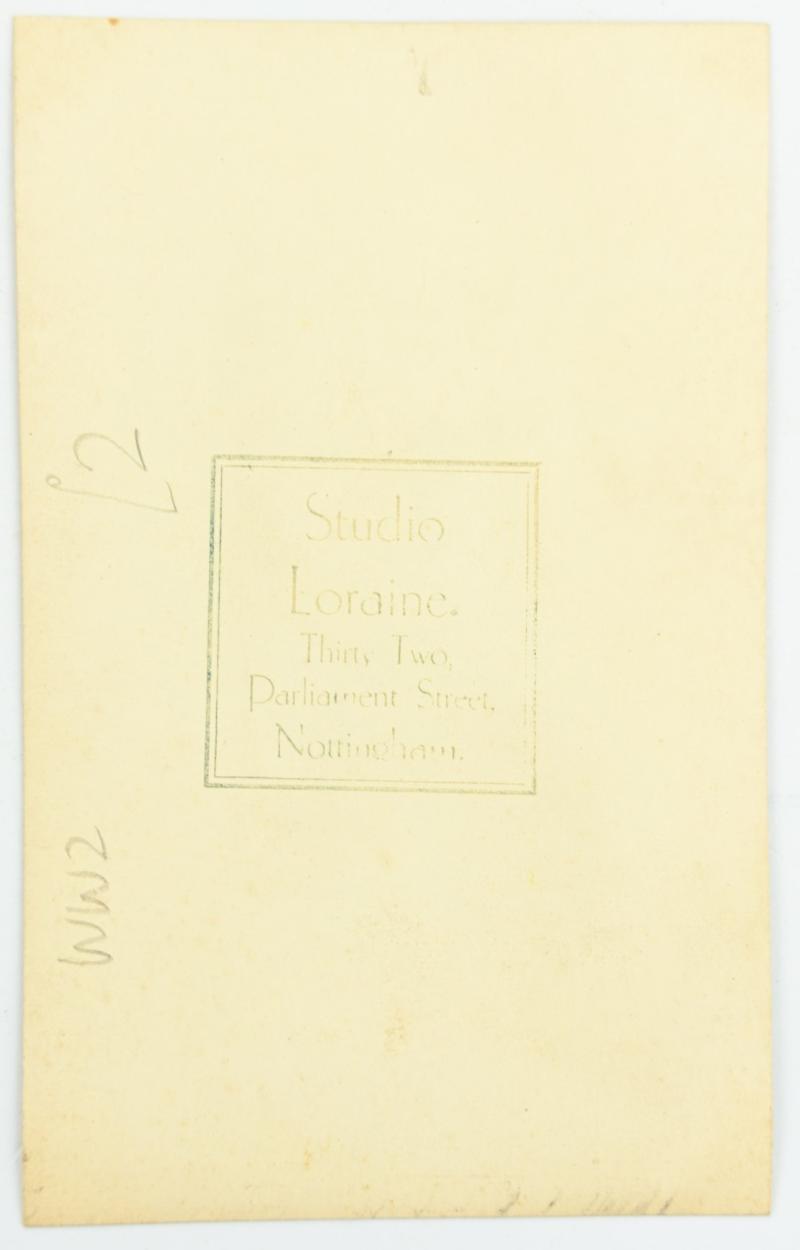 £2
Studio
Loraine.
Thirty Two,
Parliament Street,
Nottingham.
WW2